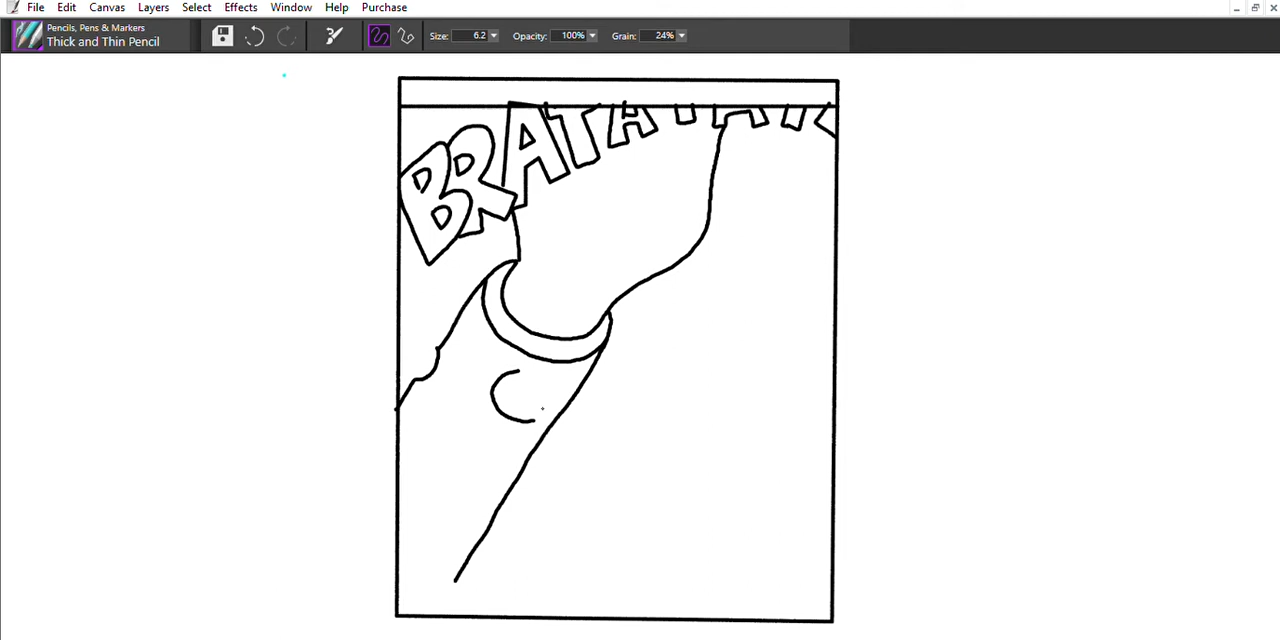 File Edit Canvas Layers Select Effects Window Help Purchase
Pencils, Pens & Markers
Thick and Thin Pencil
Size: 6.2 Opacity: 100% Grain: 24%
BRATATATA